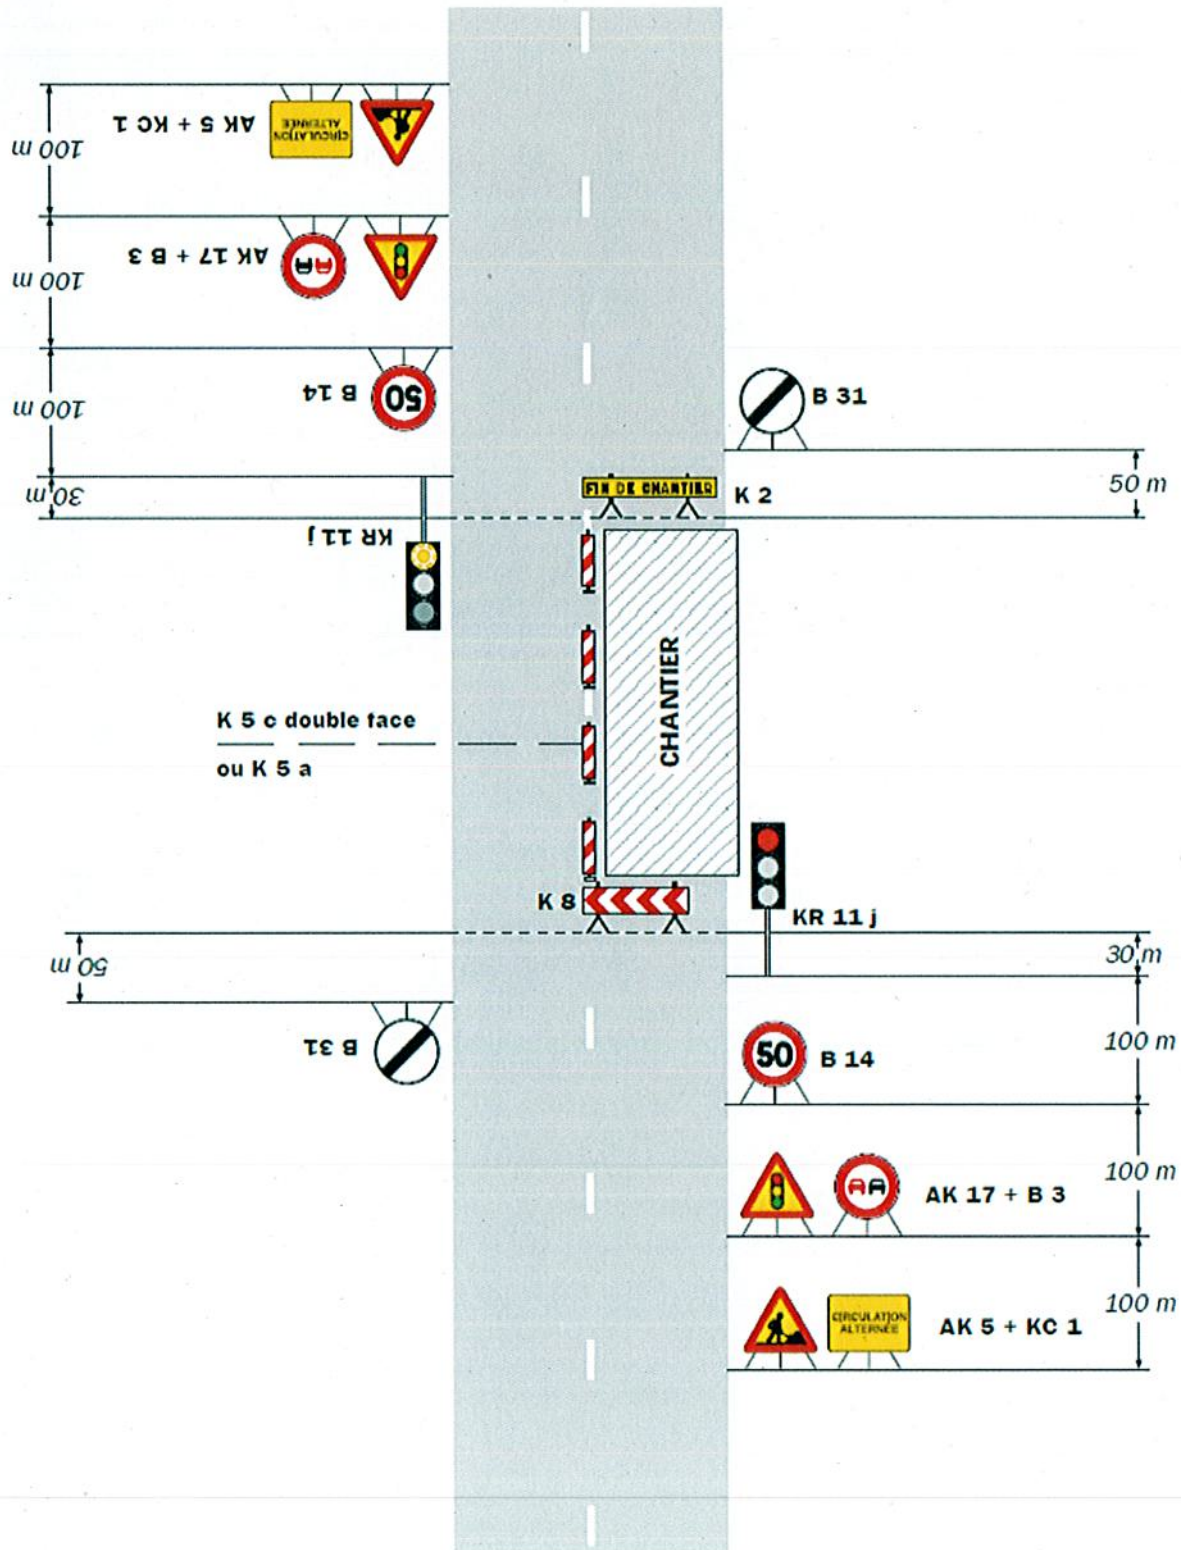 AK 5 + KC 1
CIRCULATION
ALTERNÉE
100 m
AK 17 + B 3
100 m
B 14
50
100 m
B 31
30 m
KR 11 j
FIN DE CHANTIER
K 2
50 m
CHANTIER
K 5 c double face
ou K 5 a
K 8
KR 11 j
50 m
30 m
B 31
50
B 14
100 m
AK 17 + B 3
100 m
CIRCULATION
ALTERNÉE
AK 5 + KC 1
100 m